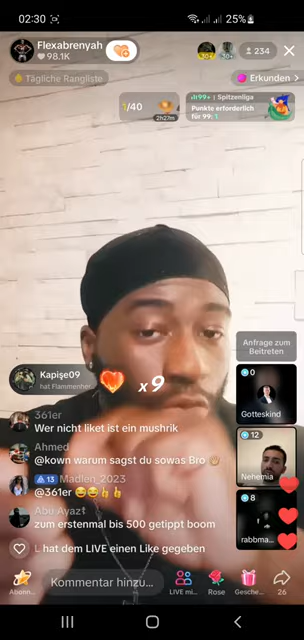 02:30
25%
Flexabrenyah
98.1K
234
Tägliche Rangliste
Erkunden >
1/40
2h27m
99+ | Spitzenliga
Punkte erforderlich
für 99: 1
Anfrage zum
Beitreten
0
Gotteskind
Kapişe09
hat Flammenher
x9
361er
Wer nicht liket ist ein mushrik
12
Nehemia
Ahmed
@kown warum sagst du sowas Bro
13 Madlen_2023
@361er
8
rabbma...
Abu Ayazt
zum erstenmal bis 500 getippt boom
L hat dem LIVE einen Like gegeben
Kommentar hinzu...
Abonn...
LIVE mi...
Rose
Gesche...
26